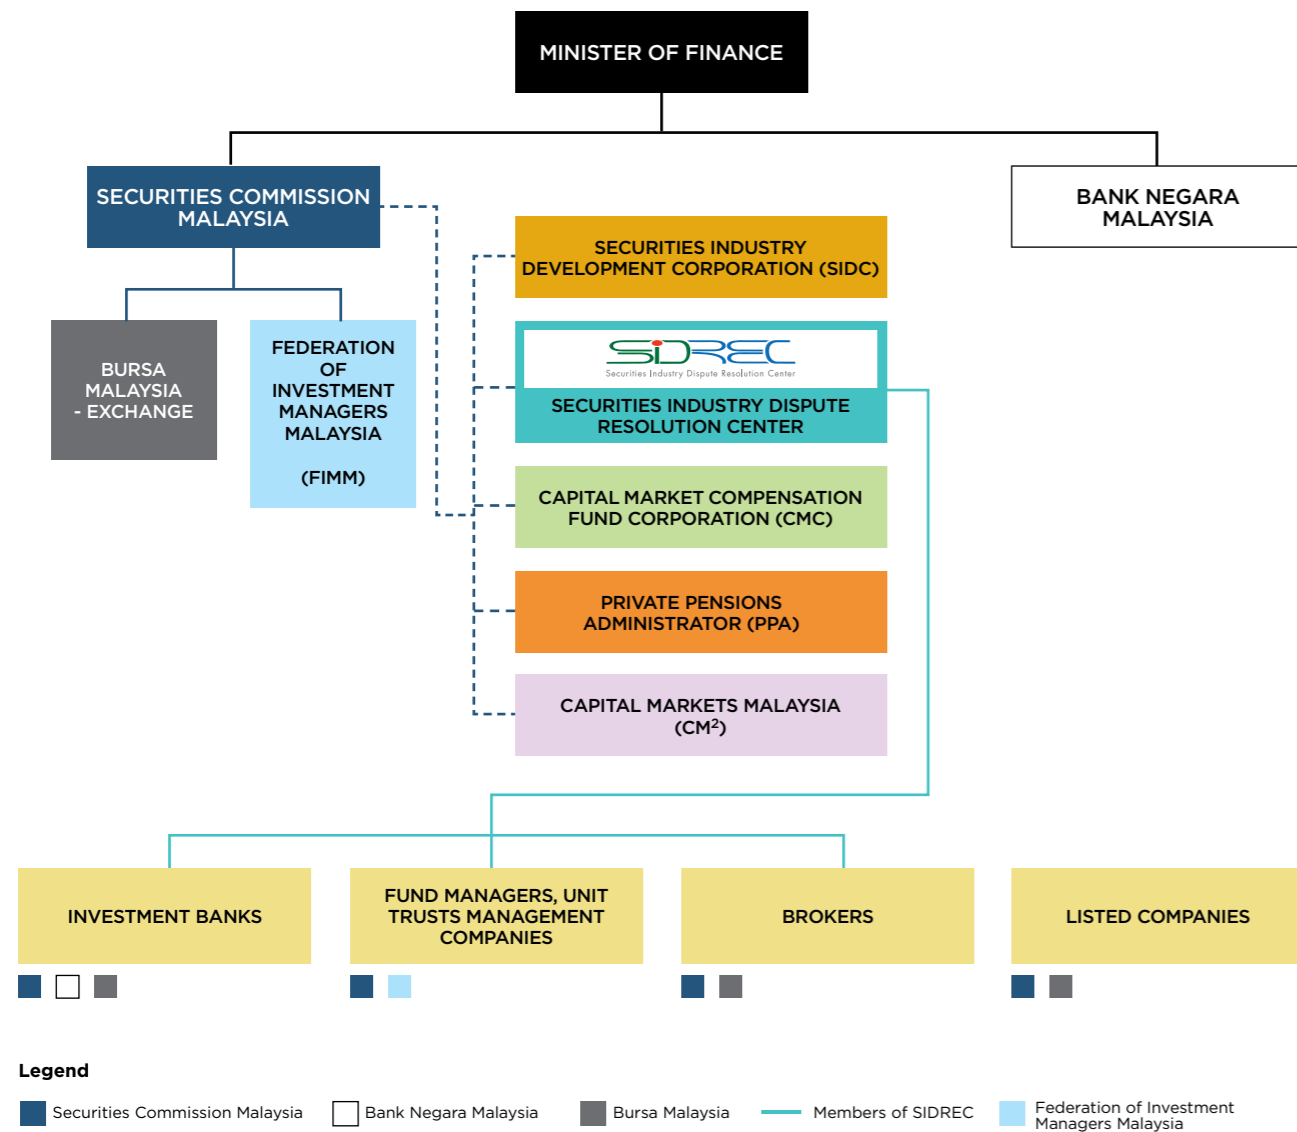 MINISTER OF FINANCE
SECURITIES COMMISSION
MALAYSIA
BANK NEGARA
MALAYSIA
SECURITIES INDUSTRY
DEVELOPMENT CORPORATION (SIDC)
BURSA
MALAYSIA
- EXCHANGE
FEDERATION
OF
INVESTMENT
MANAGERS
MALAYSIA
(FIMM)
SiDREC
Securities Industry Dispute Resolution Center
SECURITIES INDUSTRY DISPUTE
RESOLUTION CENTER
CAPITAL MARKET COMPENSATION
FUND CORPORATION (CMC)
PRIVATE PENSIONS
ADMINISTRATOR (PPA)
CAPITAL MARKETS MALAYSIA
(CM²)
INVESTMENT BANKS
FUND MANAGERS, UNIT
TRUSTS MANAGEMENT
COMPANIES
BROKERS
LISTED COMPANIES
Legend
Securities Commission Malaysia
Bank Negara Malaysia
Bursa Malaysia
Members of SIDREC
Federation of Investment
Managers Malaysia